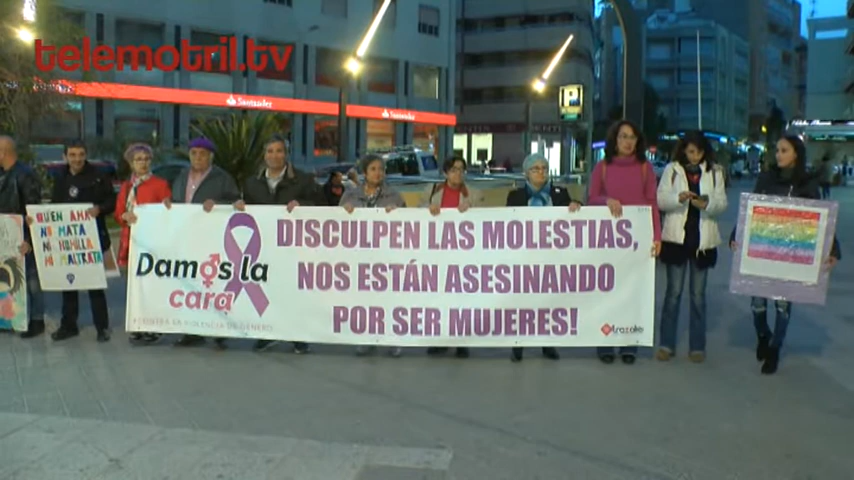 telemotril.tv
Santander
Santander
P
QUIEN AMA
NO MATA
NO HUMILLA
NI MALTRATA
Damos la
cara
CONTRA LA VIOLENCIA DE GÉNERO
DISCULPEN LAS MOLESTIAS,
NOS ESTÁN ASESINANDO
POR SER MUJERES!